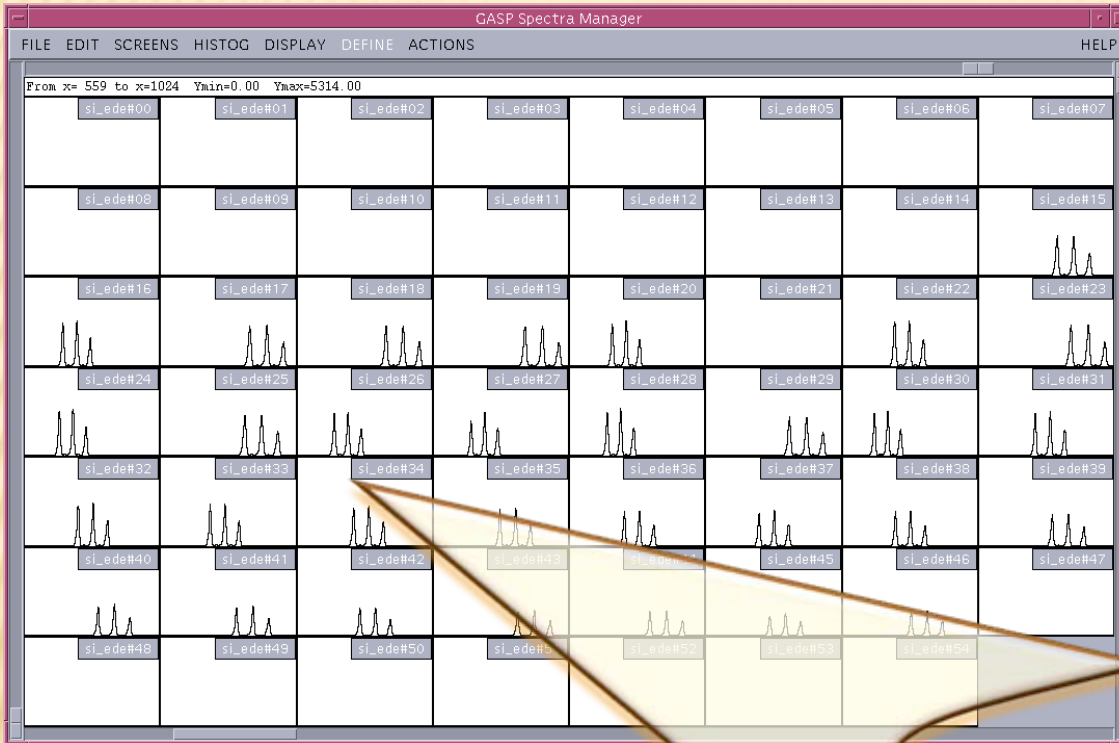 GASP Spectra Manager
FILE EDIT SCREENS HISTOG DISPLAY DEFINE ACTIONS HELP
From x= 559 to x=1024 Ymin=0.00 Ymax=5314.00
si_ede#00 si_ede#01 si_ede#02 si_ede#03 si_ede#04 si_ede#05 si_ede#06 si_ede#07
si_ede#08 si_ede#09 si_ede#10 si_ede#11 si_ede#12 si_ede#13 si_ede#14 si_ede#15
si_ede#16 si_ede#17 si_ede#18 si_ede#19 si_ede#20 si_ede#21 si_ede#22 si_ede#23
si_ede#24 si_ede#25 si_ede#26 si_ede#27 si_ede#28 si_ede#29 si_ede#30 si_ede#31
si_ede#32 si_ede#33 si_ede#34 si_ede#35 si_ede#36 si_ede#37 si_ede#38 si_ede#39
si_ede#40 si_ede#41 si_ede#42 si_ede#43 si_ede#45 si_ede#46 si_ede#47
si_ede#48 si_ede#49 si_ede#50 si_ede#52 si_ede#53 si_ede#54